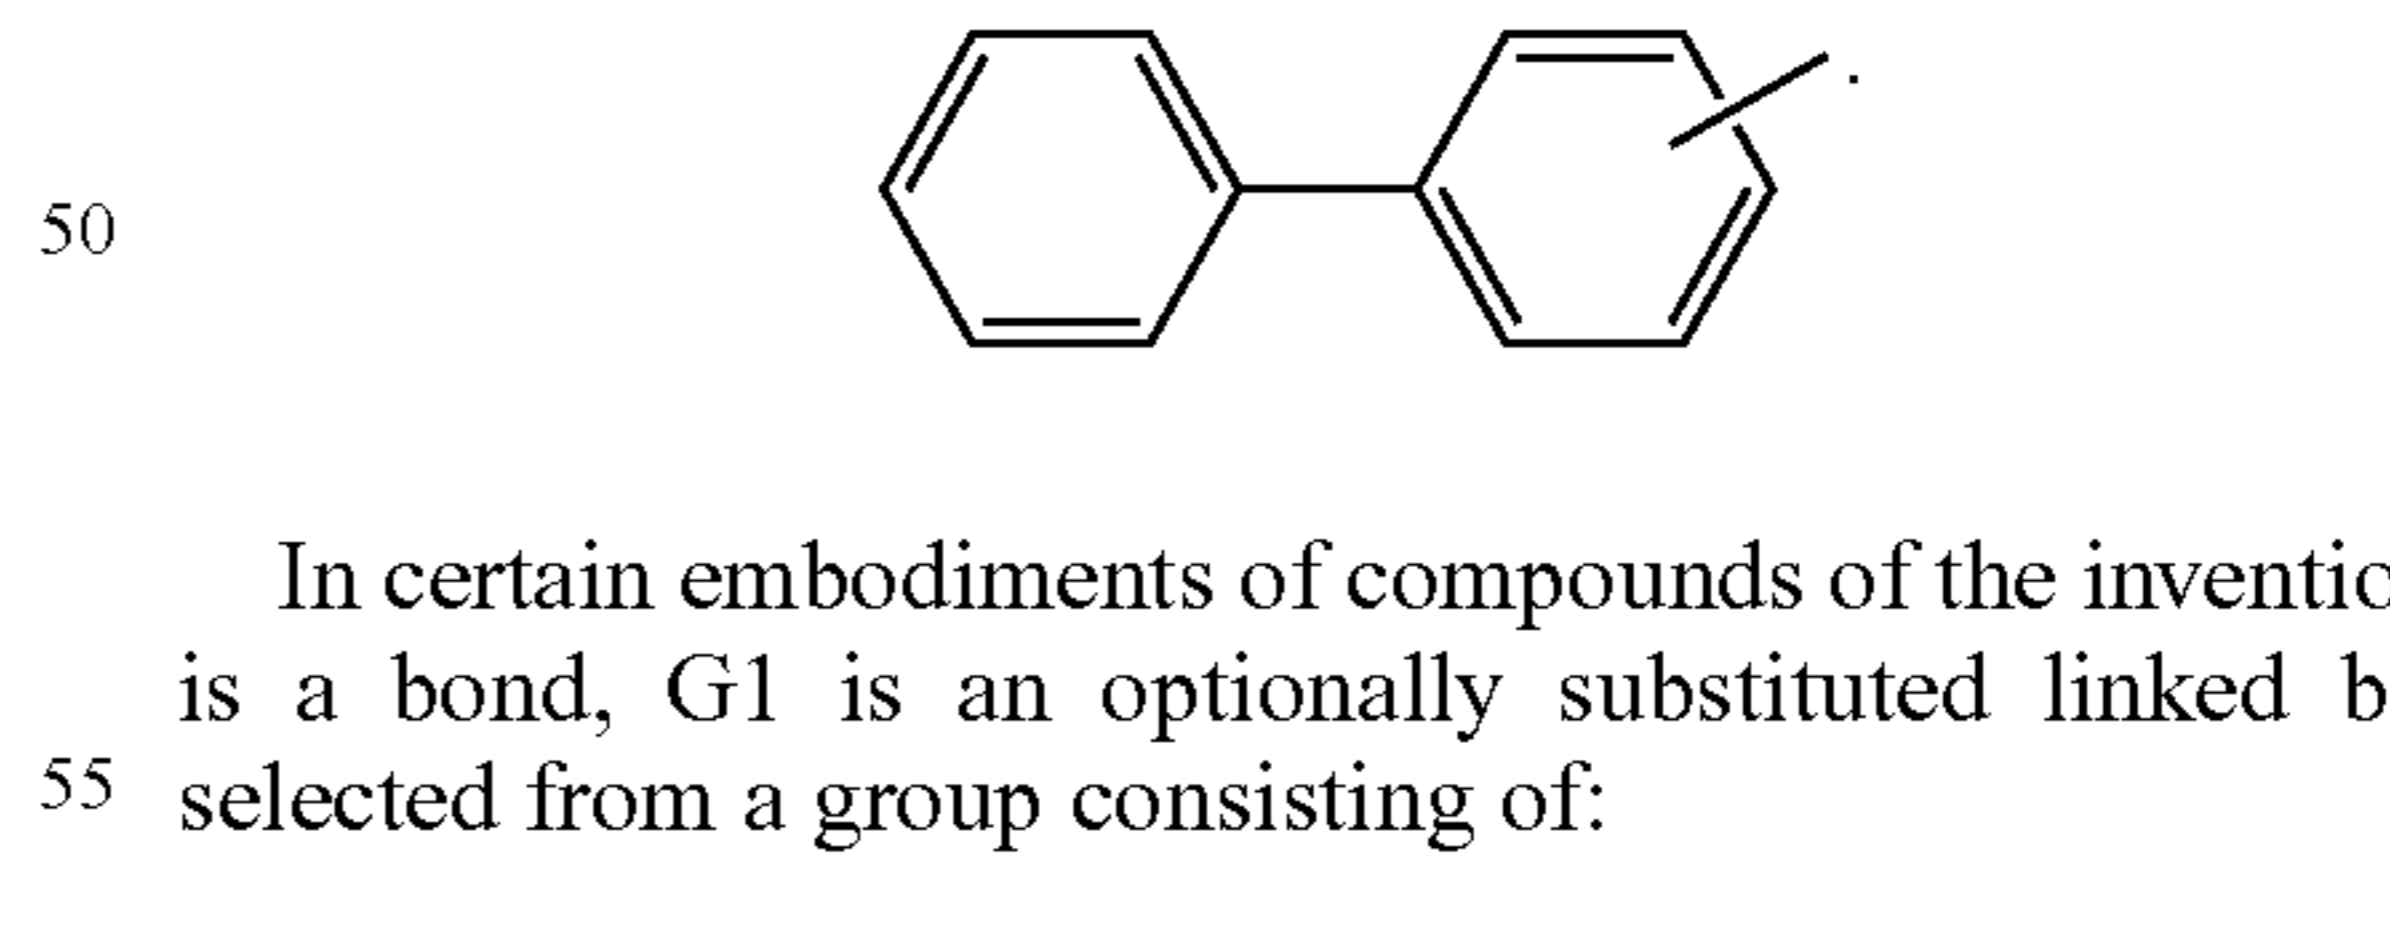 .
50
In certain embodiments of compounds of the
is a bond, G1 is an optionally substituted linked
55 selected from a group consisting of: